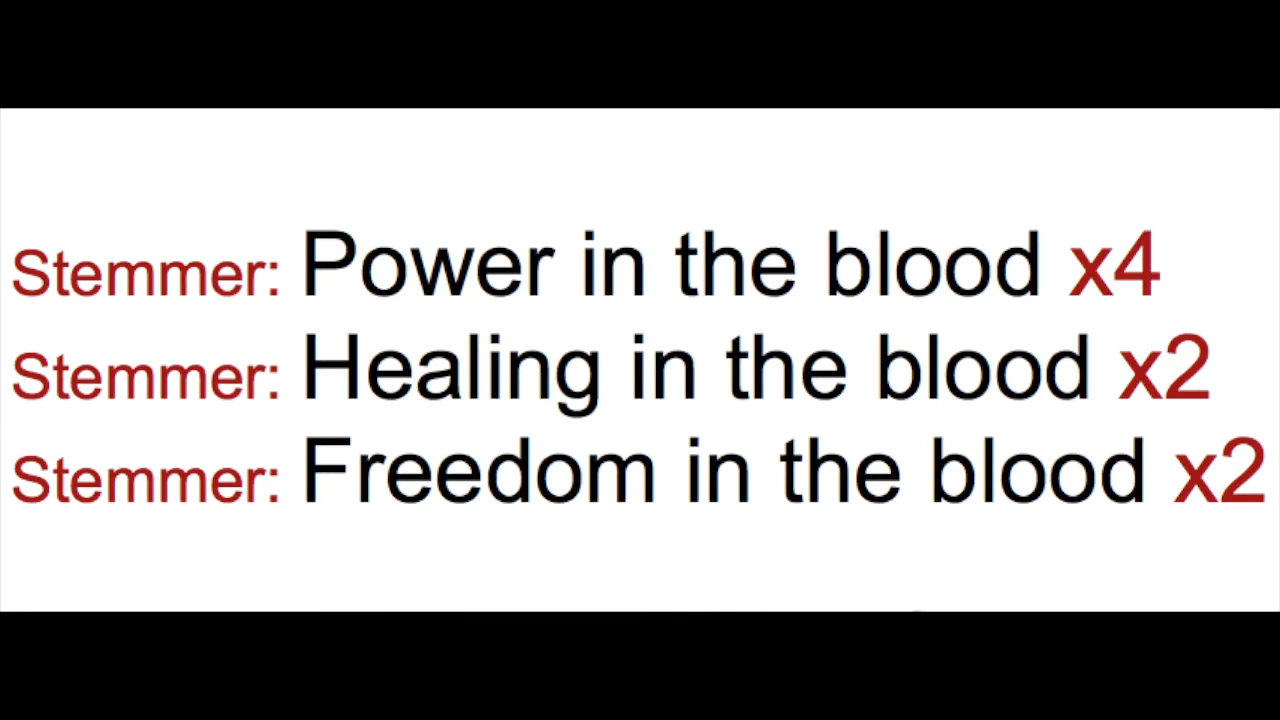 Stemmer: Power in the blood x4
Stemmer: Healing in the blood x2
Stemmer: Freedom in the blood x2